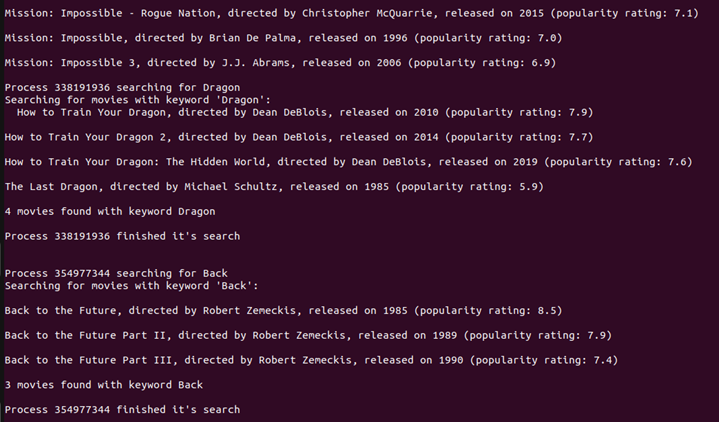 Mission: Impossible - Rogue Nation, directed by Christopher McQuarrie, released on 2015 (popularity rating: 7.1)
Mission: Impossible, directed by Brian De Palma, released on 1996 (popularity rating: 7.0)
Mission: Impossible 3, directed by J.J. Abrams, released on 2006 (popularity rating: 6.9)
Process 338191936 searching for Dragon
Searching for movies with keyword 'Dragon':
How to Train Your Dragon, directed by Dean DeBlois, released on 2010 (popularity rating: 7.9)
How to Train Your Dragon 2, directed by Dean DeBlois, released on 2014 (popularity rating: 7.7)
How to Train Your Dragon: The Hidden World, directed by Dean DeBlois, released on 2019 (popularity rating: 7.6)
The Last Dragon, directed by Michael Schultz, released on 1985 (popularity rating: 5.9)
4 movies found with keyword Dragon
Process 338191936 finished it's search
Process 354977344 searching for Back
Searching for movies with keyword 'Back':
Back to the Future, directed by Robert Zemeckis, released on 1985 (popularity rating: 8.5)
Back to the Future Part II, directed by Robert Zemeckis, released on 1989 (popularity rating: 7.9)
Back to the Future Part III, directed by Robert Zemeckis, released on 1990 (popularity rating: 7.4)
3 movies found with keyword Back
Process 354977344 finished it's search